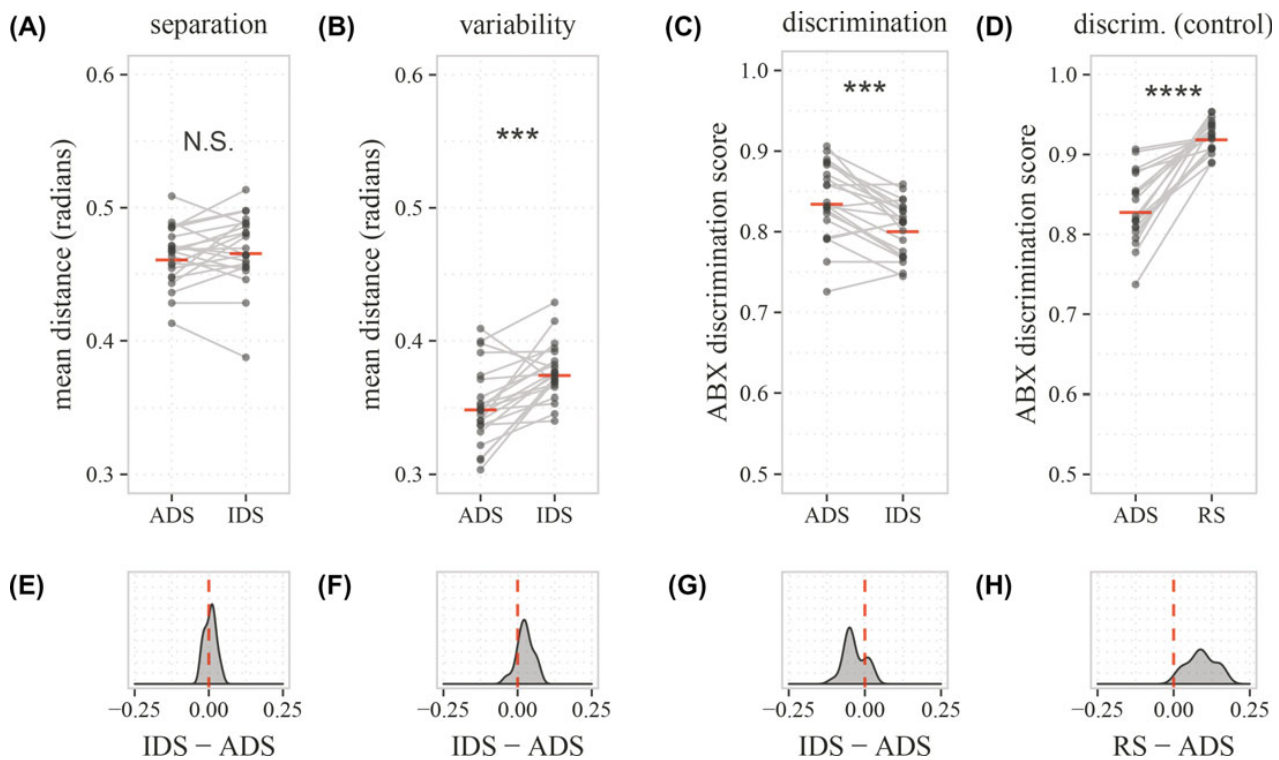 (A) separation
mean distance (radians)
0.6
0.5
0.4
0.3
N.S.
ADS IDS
(B) variability
mean distance (radians)
0.6
0.5
0.4
0.3
***
ADS IDS
(C) discrimination
ABX discrimination score
1.0
0.9
0.8
0.7
0.6
0.5
***
ADS IDS
(D) discrim. (control)
ABX discrimination score
1.0
0.9
0.8
0.7
0.6
0.5
****
ADS RS
(E)
−0.25 0.00 0.25
IDS − ADS
(F)
−0.25 0.00 0.25
IDS − ADS
(G)
−0.25 0.00 0.25
IDS − ADS
(H)
−0.25 0.00 0.25
RS − ADS